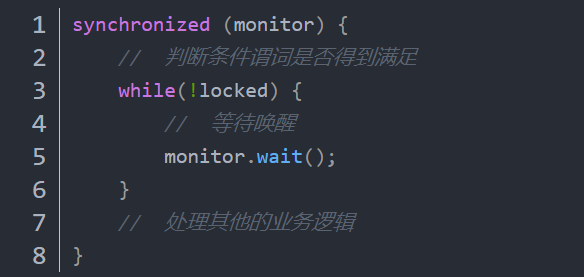 1 synchronized (monitor) {
2 //  判断条件谓词是否得到满足
3 while(!locked) {
4 //  等待唤醒
5 monitor.wait();
6 }
7 //  处理其他的业务逻辑
8 }